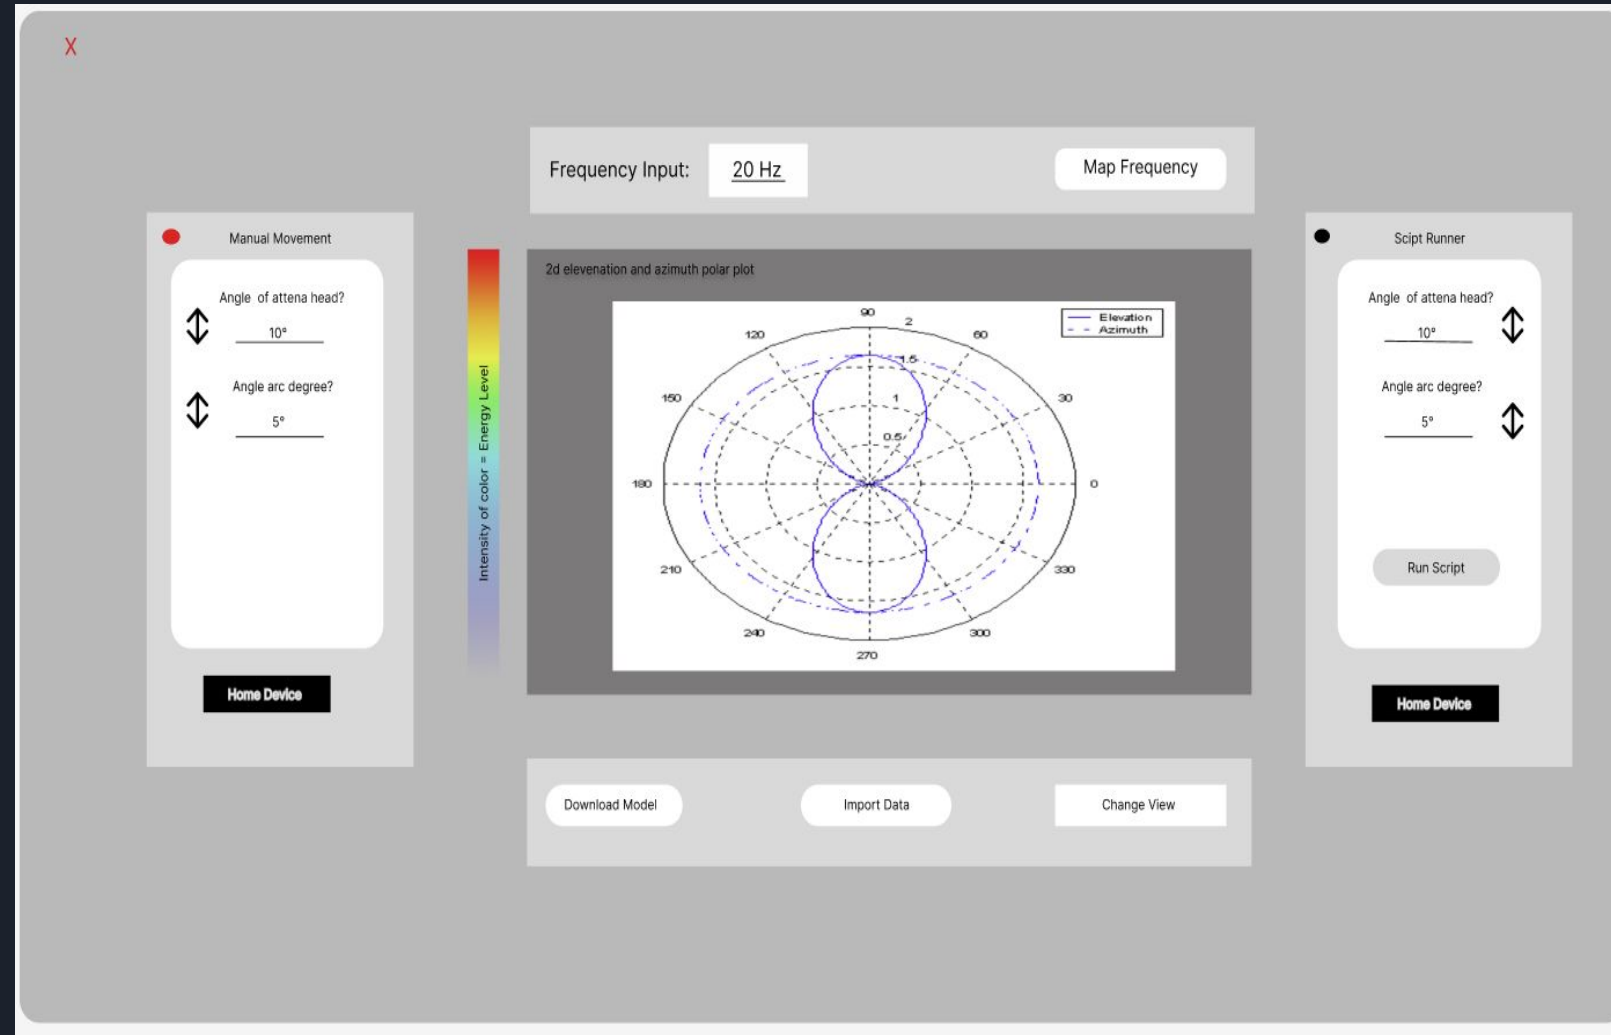 X
Frequency Input:
20 Hz
Map Frequency
Manual Movement
Angle of attena head?
10°
Angle arc degree?
5°
Home Device
Intensity of color = Energy Level
2d elevenation and azimuth polar plot
Elevation
Azimuth
90
2
120
60
1.5
150
1
30
0.5
180
0
210
330
240
300
270
Scipt Runner
Angle of attena head?
10°
Angle arc degree?
5°
Run Script
Home Device
Download Model
Import Data
Change View